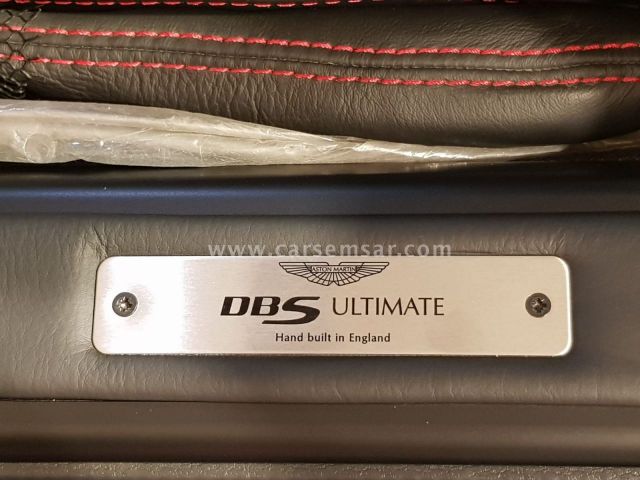 www.carsemsar.com
ASTON MARTIN
DBS ULTIMATE
Hand built in England